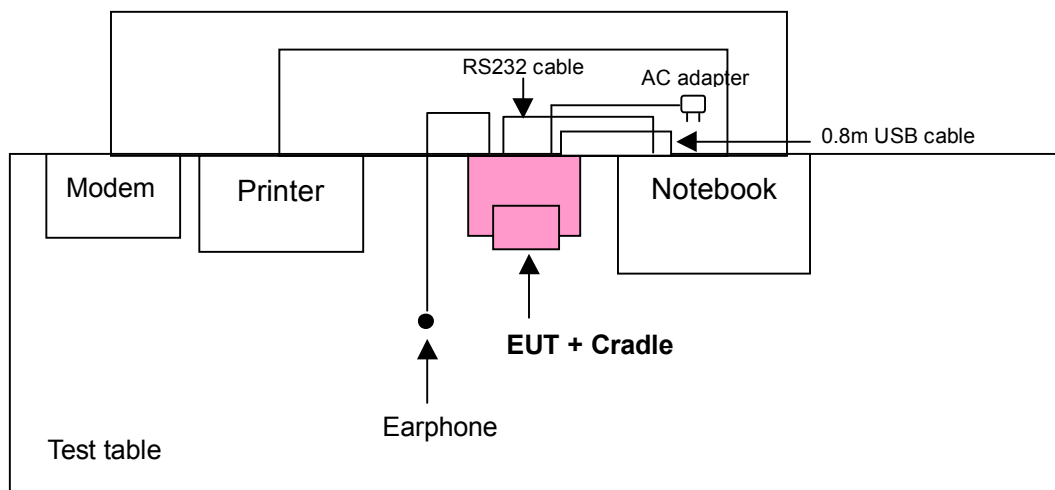 RS232 cable
AC adapter
0.8m USB cable
Modem
Printer
Notebook
EUT + Cradle
Earphone
Test table